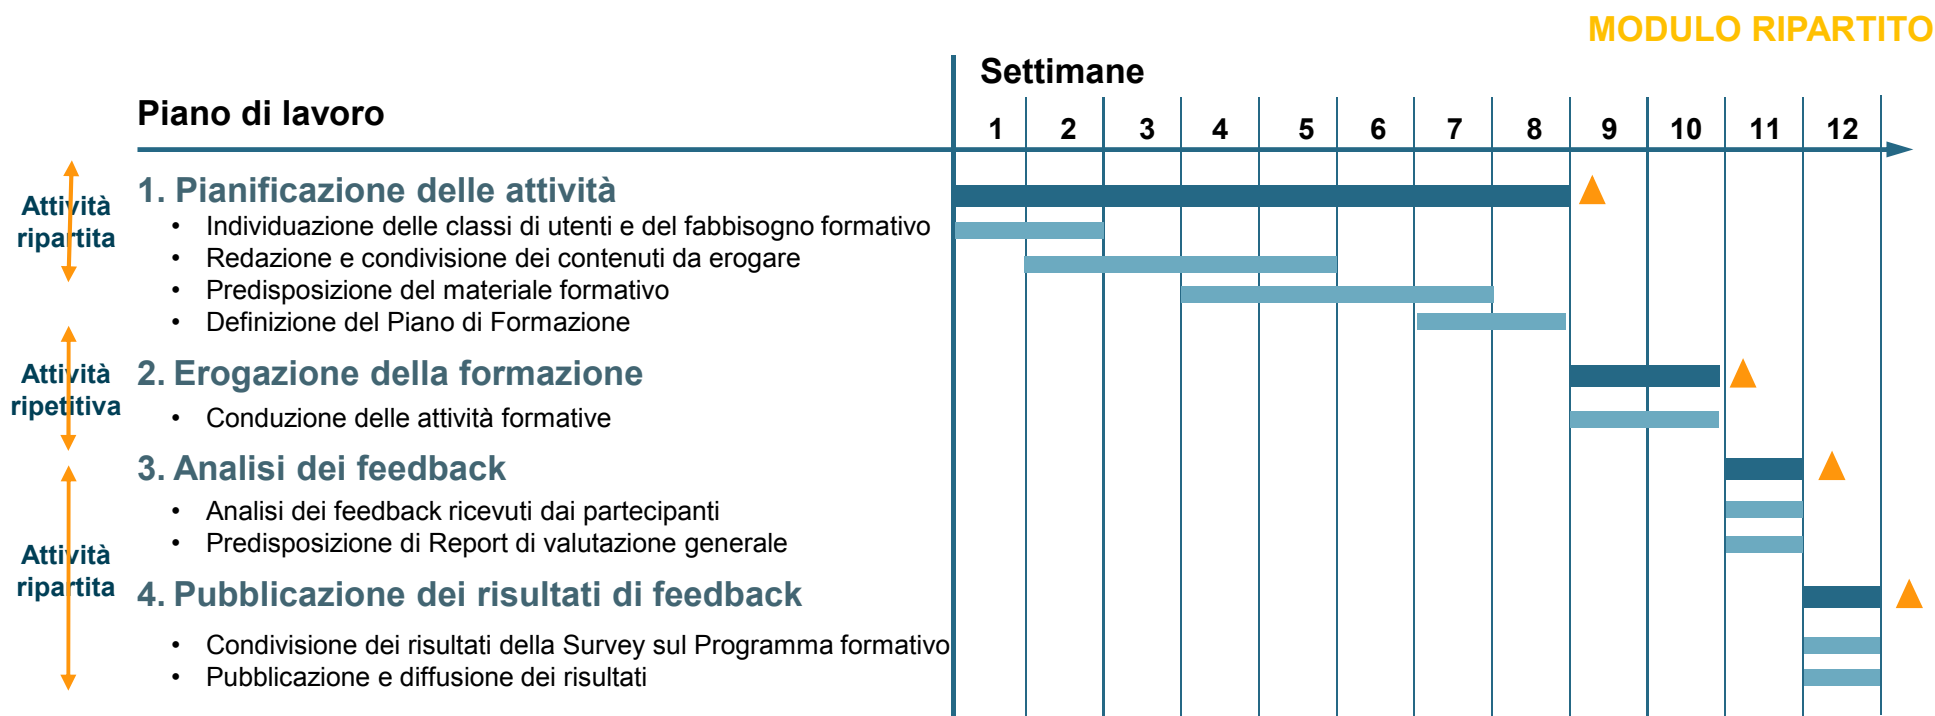 MODULO RIPARTITO
Settimane
Piano di lavoro
1 2 3 4 5 6 7 8 9 10 11 12
Attività
ripartita
1. Pianificazione delle attività
• Individuazione delle classi di utenti e del fabbisogno formativo
• Redazione e condivisione dei contenuti da erogare
• Predisposizione del materiale formativo
• Definizione del Piano di Formazione
Attività
ripetitiva
2. Erogazione della formazione
• Conduzione delle attività formative
3. Analisi dei feedback
• Analisi dei feedback ricevuti dai partecipanti
• Predisposizione di Report di valutazione generale
Attività
ripartita
4. Pubblicazione dei risultati di feedback
• Condivisione dei risultati della Survey sul Programma formativo
• Pubblicazione e diffusione dei risultati